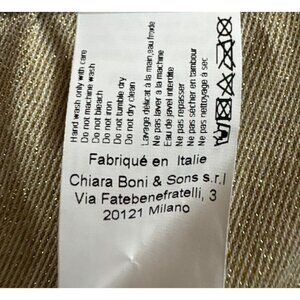 Hand wash only with care
Do not machine wash
Do not bleach
Do not iron
Do not tumble dry
Do not dry clean
Lavage délicat à la main,eau froide
Ne pas laver à la machine
Eau de javel interdite
Ne pas repasser
Ne pas sécher en tambour
Ne pas nettoyage à sec
Fabriqué en Italie
Chiara Boni & Sons s.r.l
Via Fatebenefratelli, 3
20121 Milano